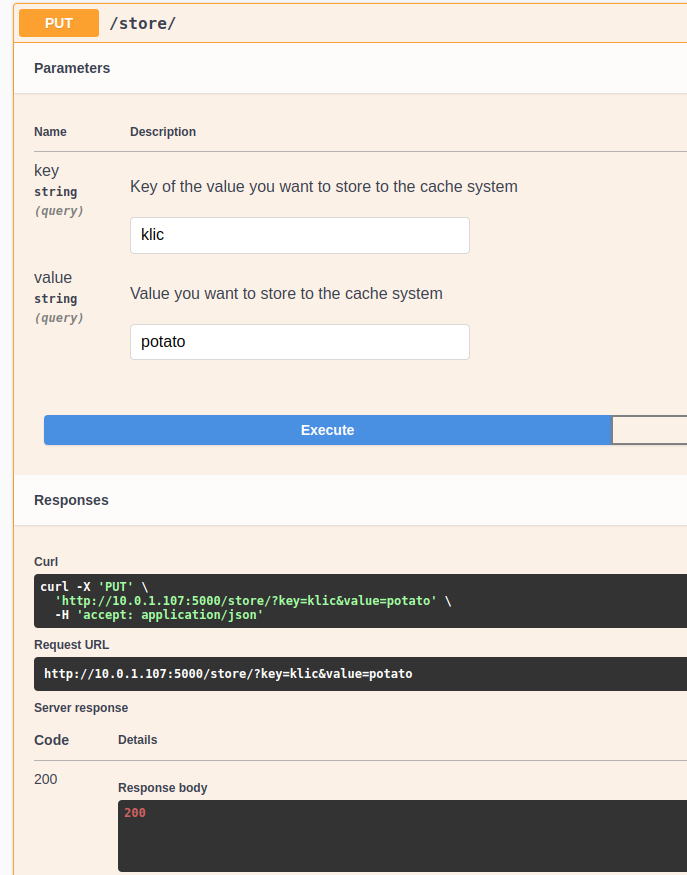 PUT /store/
Parameters
Name Description
key
string
(query)
Key of the value you want to store to the cache system
klic
value
string
(query)
Value you want to store to the cache system
potato
Execute
Responses
Curl
curl -X 'PUT' \
'http://10.0.1.107:5000/store/?key=klic&value=potato' \
-H 'accept: application/json'
Request URL
http://10.0.1.107:5000/store/?key=klic&value=potato
Server response
Code Details
200
Response body
200